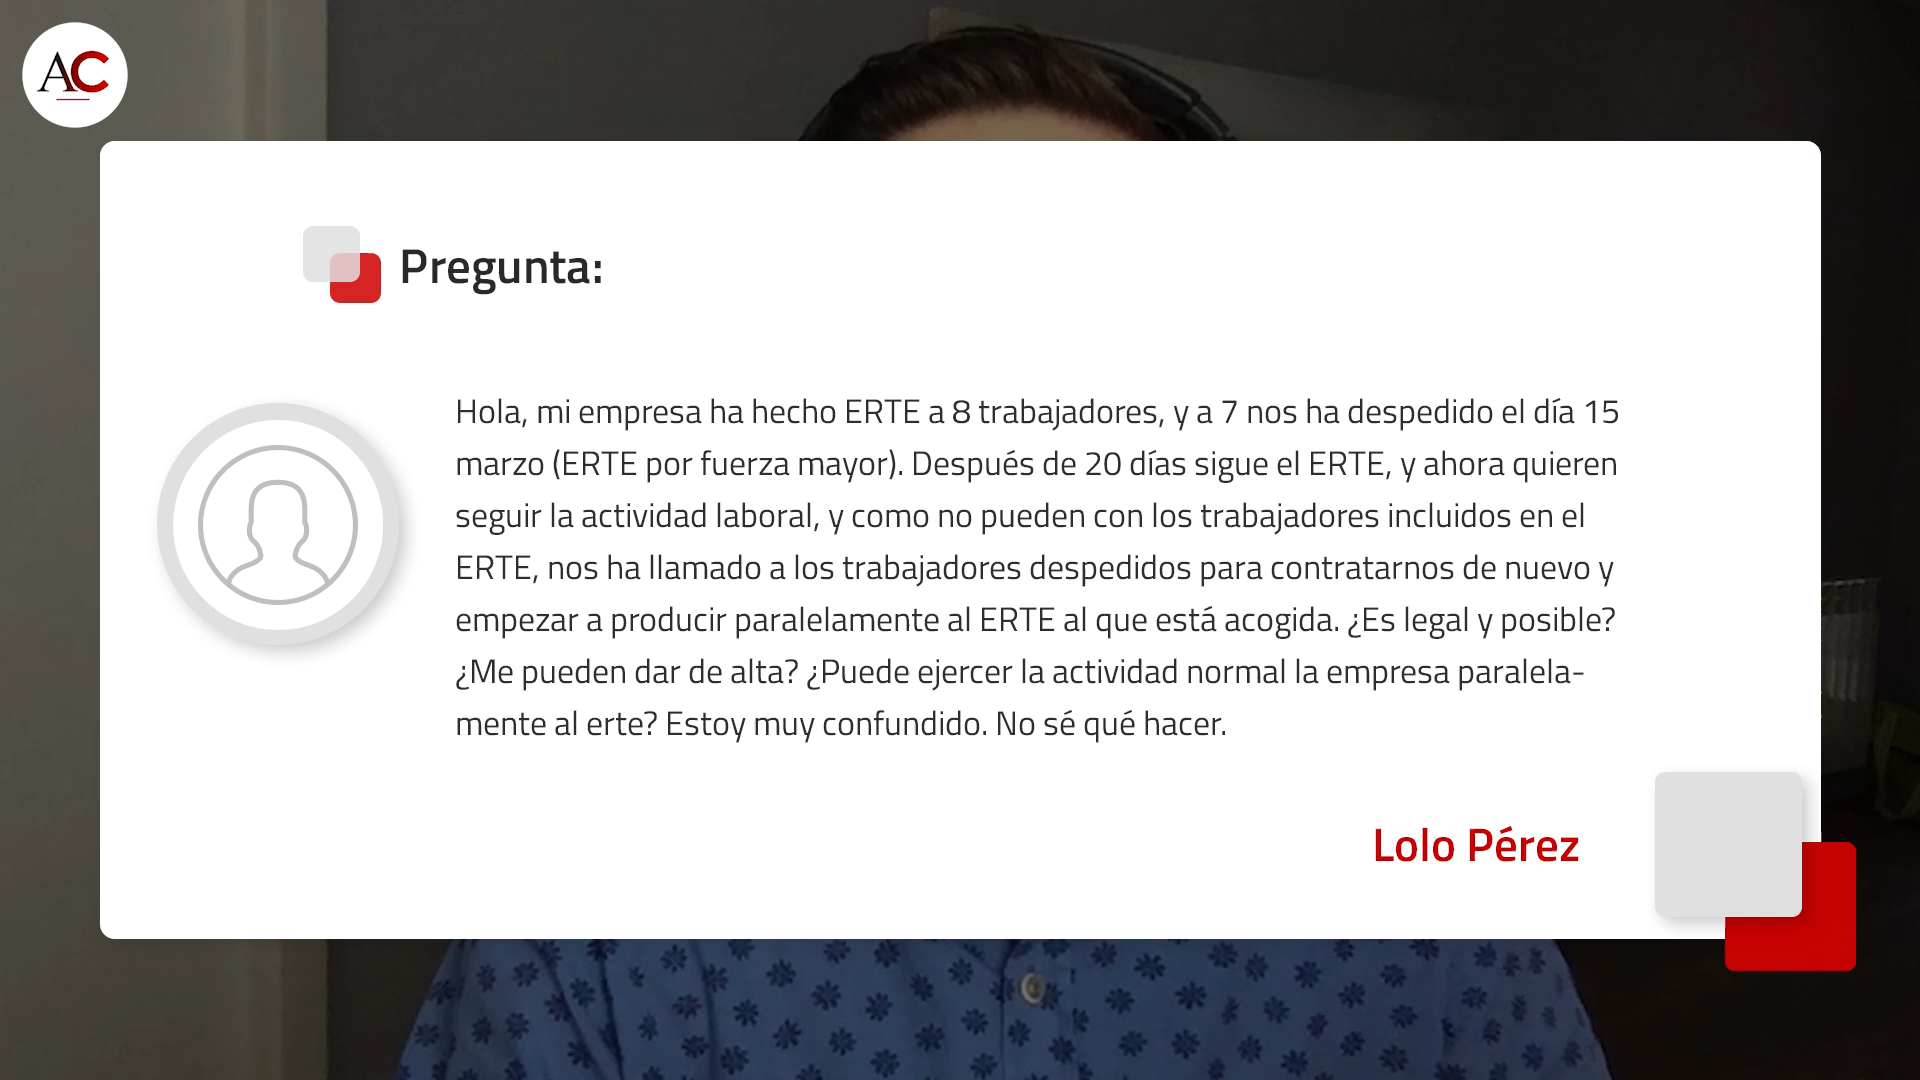 AC
Pregunta:
Hola, mi empresa ha hecho ERTE a 8 trabajadores, y a 7 nos ha despedido el día 15
marzo (ERTE por fuerza mayor). Después de 20 días sigue el ERTE, y ahora quieren
seguir la actividad laboral, y como no pueden con los trabajadores incluidos en el
ERTE, nos ha llamado a los trabajadores despedidos para contratarnos de nuevo y
empezar a producir paralelamente al ERTE al que está acogida. ¿Es legal y posible?
¿Me pueden dar de alta? ¿Puede ejercer la actividad normal la empresa paralela-
mente al erte? Estoy muy confundido. No sé qué hacer.
Lolo Pérez